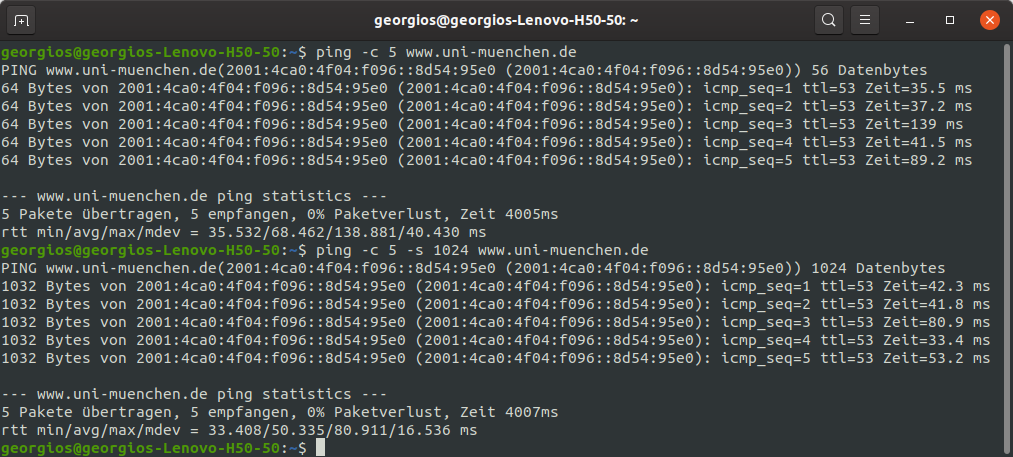 georgios@georgios-Lenovo-H50-50: ~
georgios@georgios-Lenovo-H50-50:~$ ping -c 5 www.uni-muenchen.de
PING www.uni-muenchen.de(2001:4ca0:4f04:f096::8d54:95e0 (2001:4ca0:4f04:f096::8d54:95e0)) 56 Datenbytes
64 Bytes von 2001:4ca0:4f04:f096::8d54:95e0 (2001:4ca0:4f04:f096::8d54:95e0): icmp_seq=1 ttl=53 Zeit=35.5 ms
64 Bytes von 2001:4ca0:4f04:f096::8d54:95e0 (2001:4ca0:4f04:f096::8d54:95e0): icmp_seq=2 ttl=53 Zeit=37.2 ms
64 Bytes von 2001:4ca0:4f04:f096::8d54:95e0 (2001:4ca0:4f04:f096::8d54:95e0): icmp_seq=3 ttl=53 Zeit=139 ms
64 Bytes von 2001:4ca0:4f04:f096::8d54:95e0 (2001:4ca0:4f04:f096::8d54:95e0): icmp_seq=4 ttl=53 Zeit=41.5 ms
64 Bytes von 2001:4ca0:4f04:f096::8d54:95e0 (2001:4ca0:4f04:f096::8d54:95e0): icmp_seq=5 ttl=53 Zeit=89.2 ms
--- www.uni-muenchen.de ping statistics ---
5 Pakete übertragen, 5 empfangen, 0% Paketverlust, Zeit 4005ms
rtt min/avg/max/mdev = 35.532/68.462/138.881/40.430 ms
georgios@georgios-Lenovo-H50-50:~$ ping -c 5 -s 1024 www.uni-muenchen.de
PING www.uni-muenchen.de(2001:4ca0:4f04:f096::8d54:95e0 (2001:4ca0:4f04:f096::8d54:95e0)) 1024 Datenbytes
1032 Bytes von 2001:4ca0:4f04:f096::8d54:95e0 (2001:4ca0:4f04:f096::8d54:95e0): icmp_seq=1 ttl=53 Zeit=42.3 ms
1032 Bytes von 2001:4ca0:4f04:f096::8d54:95e0 (2001:4ca0:4f04:f096::8d54:95e0): icmp_seq=2 ttl=53 Zeit=41.8 ms
1032 Bytes von 2001:4ca0:4f04:f096::8d54:95e0 (2001:4ca0:4f04:f096::8d54:95e0): icmp_seq=3 ttl=53 Zeit=80.9 ms
1032 Bytes von 2001:4ca0:4f04:f096::8d54:95e0 (2001:4ca0:4f04:f096::8d54:95e0): icmp_seq=4 ttl=53 Zeit=33.4 ms
1032 Bytes von 2001:4ca0:4f04:f096::8d54:95e0 (2001:4ca0:4f04:f096::8d54:95e0): icmp_seq=5 ttl=53 Zeit=53.2 ms
--- www.uni-muenchen.de ping statistics ---
5 Pakete übertragen, 5 empfangen, 0% Paketverlust, Zeit 4007ms
rtt min/avg/max/mdev = 33.408/50.335/80.911/16.536 ms
georgios@georgios-Lenovo-H50-50:~$